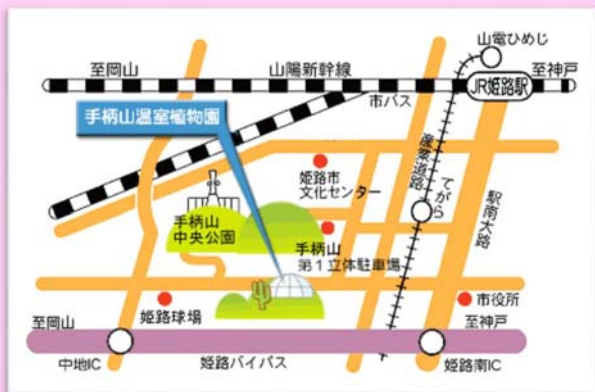 山電ひめじ
至岡山
山陽新幹線
JR姫路駅
至神戸
市バス
手柄山温室植物園
産業道路
てがら
駅南大路
姫路市
文化センター
手柄山
中央公園
手柄山
第1立体駐車場
姫路球場
市役所
至岡山
至神戸
中地IC
姫路バイパス
姫路南IC